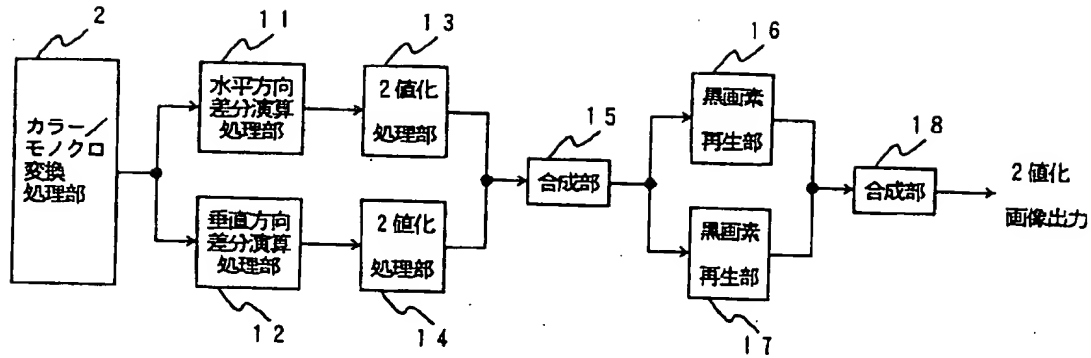 2
カラー／
モノクロ
変換
処理部
11
水平方向
差分演算
処理部
12
垂直方向
差分演算
処理部
13
2値化
処理部
14
2値化
処理部
15
合成部
16
黒画素
再生部
17
黒画素
再生部
18
合成部
2値化
画像出力